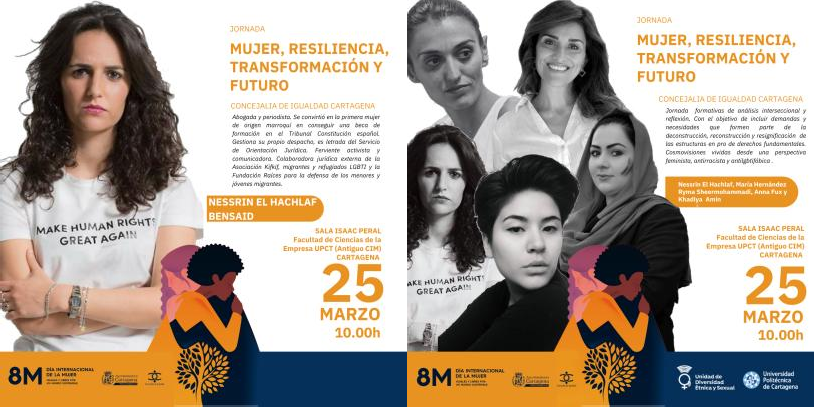 JORNADA
MUJER, RESILIENCIA,
TRANSFORMACIÓN Y
FUTURO
CONCEJALIA DE IGUALDAD CARTAGENA
Abogada y periodista. Se convirtió en la primera mujer
de origen marroquí en conseguir una beca de
formación en el Tribunal Constitucional español.
Gestiona su propio despacho, es letrada del Servicio
de Orientación Jurídica. Ferviente activista y
comunicadora. Colaboradora jurídica externa de la
Asociación Kifkif, migrantes y refugiados LGBTI y la
Fundación Raíces para la defensa de los menores y
jóvenes migrantes.
NESSRIN EL HACHLAF
BENSAID
MAKE HUMAN RIGHTS
GREAT AGAIN
SALA ISAAC PERAL
Facultad de Ciencias de la
Empresa UPCT (Antiguo CIM)
CARTAGENA
25
MARZO
10.00h
8M
DÍA INTERNACIONAL
DE LA MUJER
Cartagena
JORNADA
MUJER, RESILIENCIA,
TRANSFORMACIÓN Y
FUTURO
CONCEJALIA DE IGUALDAD CARTAGENA
Jornada formativas de análisis interseccional y
reflexión. Con el objetivo de incluir demandas y
necesidades que formen parte de la
deconstrucción, reconstrucción y resignificación de
las estructuras en pro de derechos fundamentales.
Cosmovisiones vividas desde una perspectiva
feminista, antirracista y antilgbtifóbica.
Nessrin El Hachlaf, María Hernández
Ryma Sheermohammadi, Anna Fux y
Khadiya Amin
MAKE HUMAN RIGHTS
GREAT AGAIN
SALA ISAAC PERAL
Facultad de Ciencias de la
Empresa UPCT (Antiguo CIM)
CARTAGENA
25
MARZO
10.00h
8M
DÍA INTERNACIONAL
DE LA MUJER
Cartagena
Unidad de
Diversidad
Étnica y Sexual
Universidad
Politécnica
de Cartagena